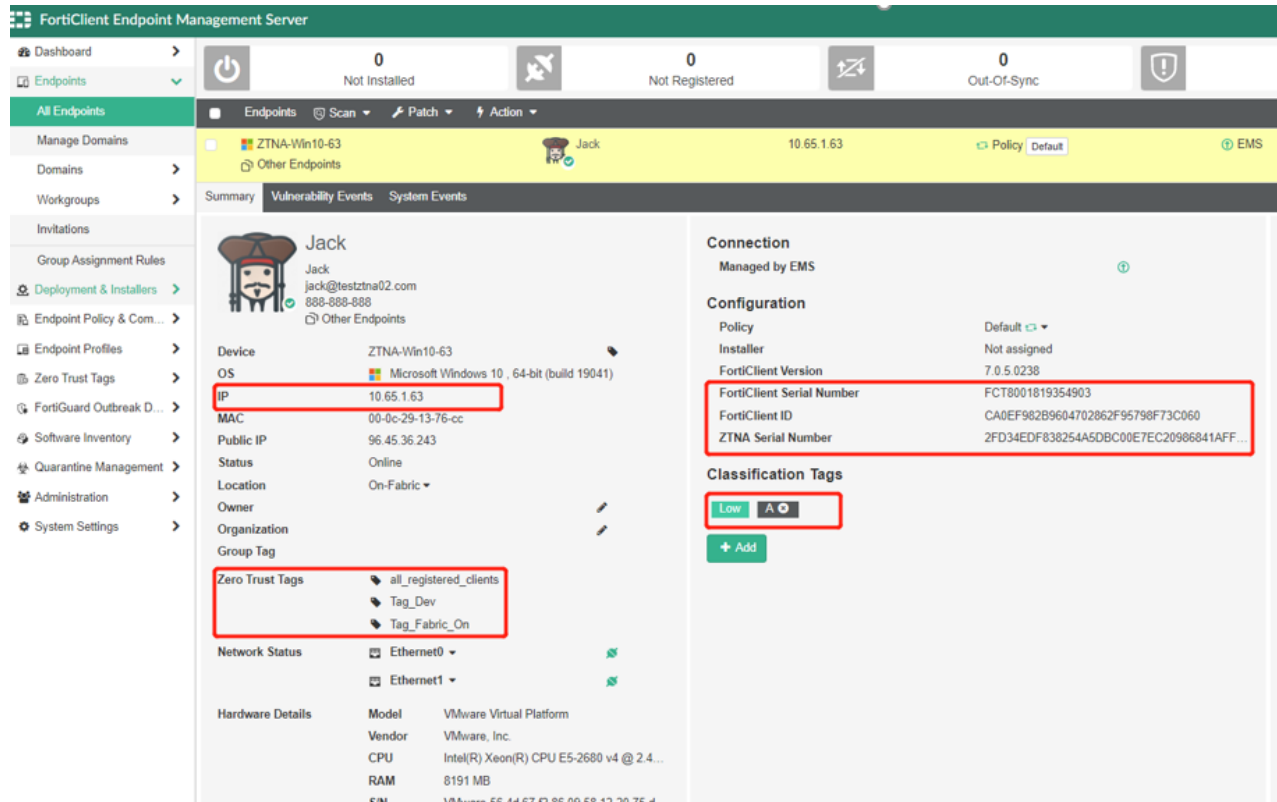 FortiClient Endpoint Management Server
Dashboard
Endpoints
All Endpoints
Manage Domains
Domains
Workgroups
Invitations
Group Assignment Rules
Deployment & Installers
Endpoint Policy & Com...
Endpoint Profiles
Zero Trust Tags
FortiGuard Outbreak D...
Software Inventory
Quarantine Management
Administration
System Settings
0 0 0
Not Installed Not Registered Out-Of-Sync
Endpoints Scan Patch Action
ZTNA-Win10-63 Jack 10.65.1.63 Policy Default EMS
Other Endpoints
Summary Vulnerability Events System Events
Jack
Jack
jack@testztna02.com
888-888-888
Other Endpoints
Device ZTNA-Win10-63
OS Microsoft Windows 10 , 64-bit (build 19041)
IP 10.65.1.63
MAC 00-0c-29-13-76-cc
Public IP 96.45.36.243
Status Online
Location On-Fabric
Owner
Organization
Group Tag
Zero Trust Tags all_registered_clients
Tag_Dev
Tag_Fabric_On
Network Status Ethernet0
Ethernet1
Hardware Details Model VMware Virtual Platform
Vendor VMware, Inc.
CPU Intel(R) Xeon(R) CPU E5-2680 v4 @ 2.4...
RAM 8191 MB
Connection
Managed by EMS
Configuration
Policy Default
Installer Not assigned
FortiClient Version 7.0.5.0238
FortiClient Serial Number FCT8001819354903
FortiClient ID CA0EF982B9604702862F95798F73C060
ZTNA Serial Number 2FD34EDF838254A5DBC00E7EC20986841AFF...
Classification Tags
Low A
+ Add